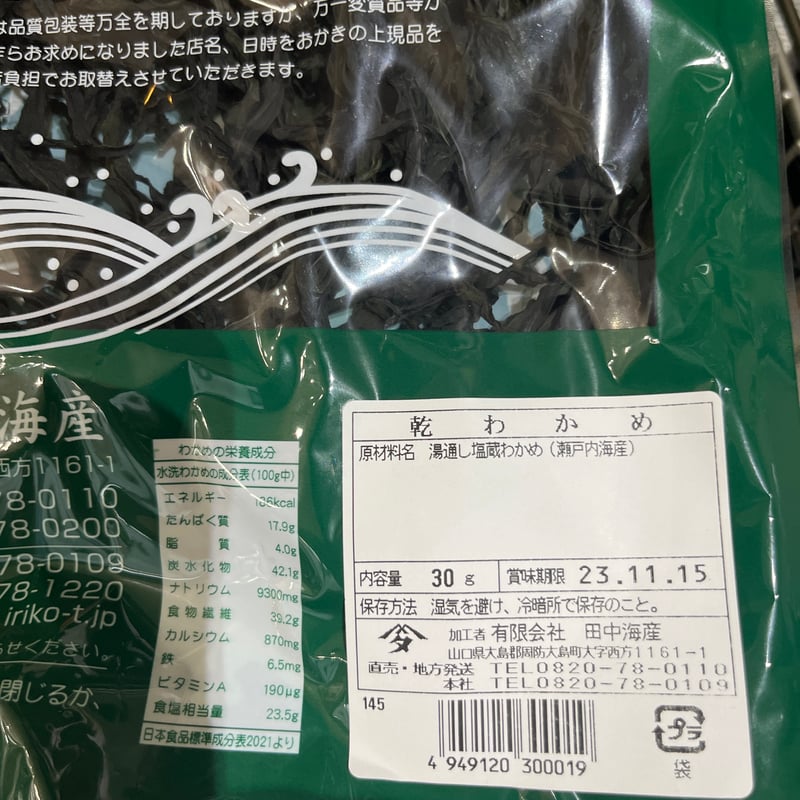 は品質包装等万全を期しておりますが、万一変質品等が
らお求めになりました店名、日時をおかきの上現品を
負担でお取替えさせていただきます。
海産
西方1161-1
78-0110
78-0200
78-0109
78-1220
iriko-t.jp
せください。
閉じるか、
わかめの栄養成分
水洗わかめの成分表(100g中)
エネルギー 186kcal
たんぱく質 17.9g
脂質 4.0g
炭水化物 42.1g
ナトリウム 9300mg
食物繊維 39.2g
カルシウム 870mg
鉄 6.5mg
ビタミンA 190μg
食塩相当量 23.5g
日本食品標準成分表2021より
乾わかめ
原材料名 湯通し塩蔵わかめ(瀬戸内海産)
内容量 30g 賞味期限 23.11.15
保存方法 湿気を避け、冷暗所で保存のこと。
加工者 有限会社 田中海産
山口県大島郡周防大島町大字西方1161-1
直売・地方発送 TEL0820-78-0110
本社 TEL0820-78-0109
145
4 949120 300019
プラ
袋